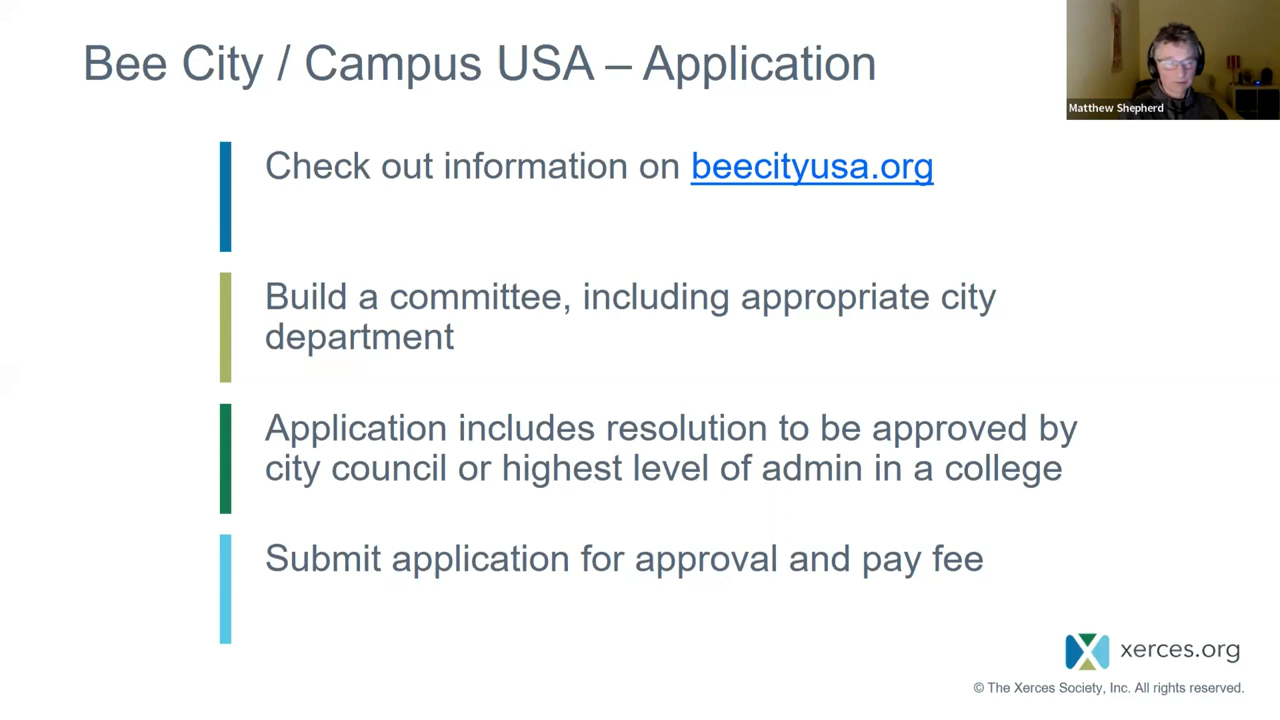 Bee City / Campus USA – Application
Matthew Shepherd
Check out information on beecityusa.org
Build a committee, including appropriate city
department
Application includes resolution to be approved by
city council or highest level of admin in a college
Submit application for approval and pay fee
xerces.org
© The Xerces Society, Inc. All rights reserved.